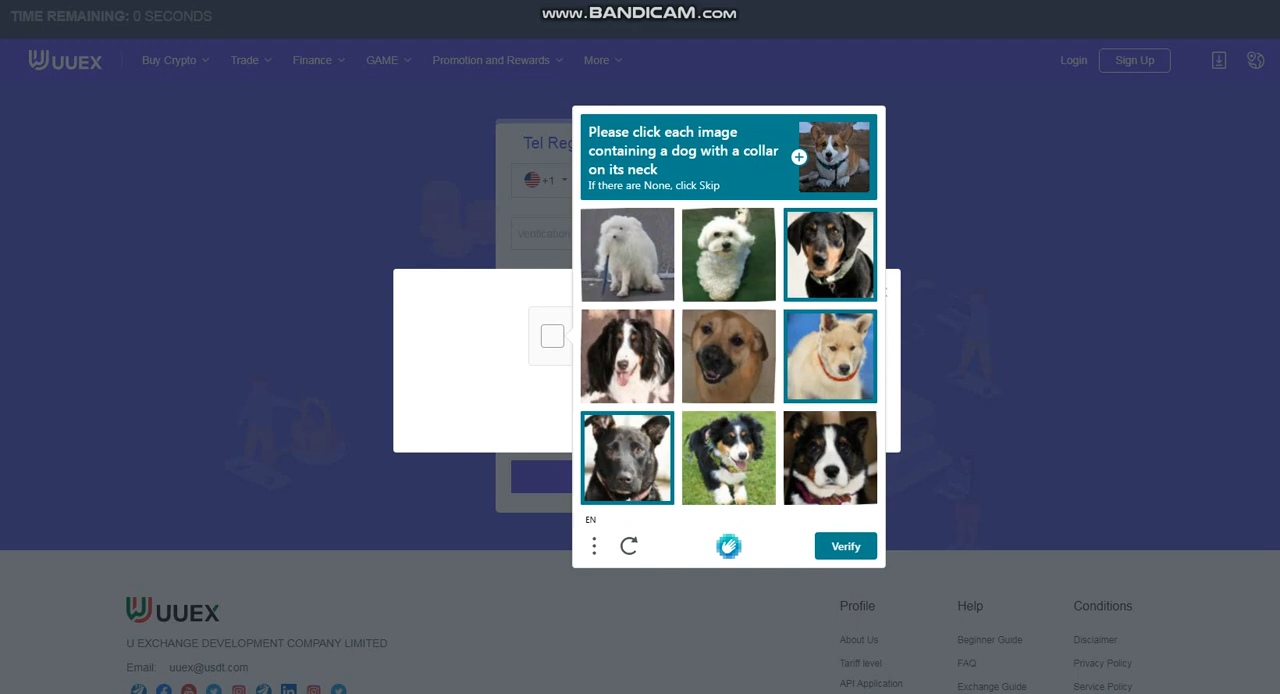 TIME REMAINING: 0 SECONDS
www.BANDICAM.com
UUEX
Buy Crypto
Trade
Finance
GAME
Promotion and Rewards
More
Login
Sign Up
Tel Reg
+1
Verification
Please click each image
containing a dog with a collar
on its neck
If there are None, click Skip
EN
Verify
UUEX
U EXCHANGE DEVELOPMENT COMPANY LIMITED
Email: uuex@usdt.com
Profile
Help
Conditions
About Us
Beginner Guide
Disclaimer
Tariff level
FAQ
Privacy Policy
API Application
Exchange Guide
Service Policy